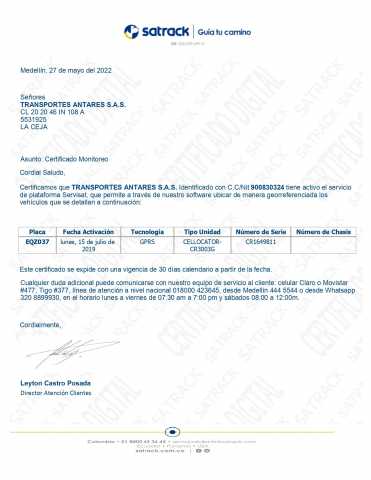 satrack Guía tu camino
Medellín, 27 de mayo del 2022
Señores
TRANSPORTES ANTARES S.A.S.
CL 20 20 46 IN 108 A
5531925
LA CEJA
Asunto: Certificado Monitoreo
Cordial Saludo,
Certificamos que TRANSPORTES ANTARES S.A.S. Identificado con C.C/Nit 900830324 tiene activo el servicio
de plataforma Servisat, que permite a través de nuestro software ubicar de manera georreferenciada los
vehículos que se detallan a continuación:
Placa Fecha Activación Tecnología Tipo Unidad Número de Serie Número de Chasis
EQZ037 lunes, 15 de julio de GPRS CELLOCATOR- CR1649811
2019 CR3003G
Este certificado se expide con una vigencia de 30 días calendario a partir de la fecha.
Cualquier duda adicional puede comunicarse con nuestro equipo de servicio al cliente: celular Claro o Movistar
#477, Tigo #377, líneas de atención a nivel nacional 018000 423645, desde Medellín 444 5544 o desde Whatsapp
320 8899930, en el horario lunes a viernes de 07:30 am a 7:00 pm y sábados 08:00 a 12:00m.
Cordialmente,
Leyton Castro Posada
Director Atención Clientes
satrack.com.co